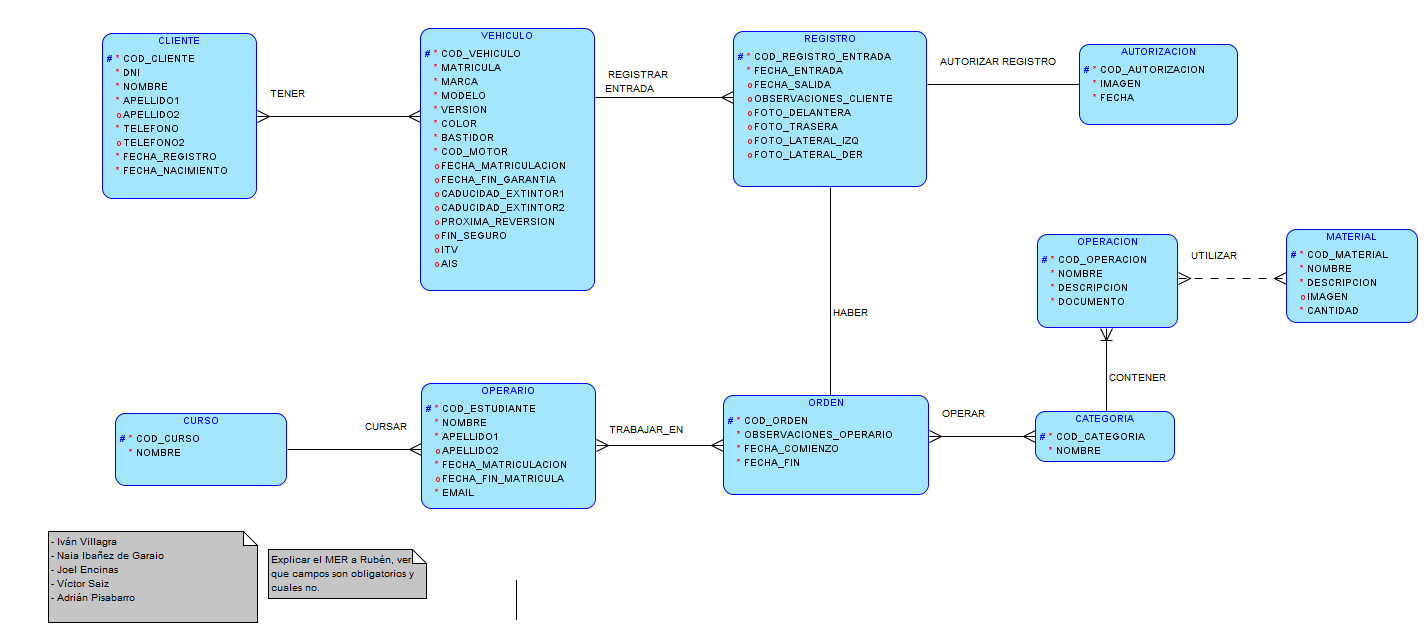 CLIENTE
# * COD_CLIENTE
* DNI
* NOMBRE
* APELLIDO1
o APELLIDO2
* TELEFONO
o TELEFONO2
* FECHA_REGISTRO
* FECHA_NACIMIENTO
TENER
VEHICULO
# * COD_VEHICULO
* MATRICULA
* MARCA
* MODELO
* VERSION
* COLOR
* BASTIDOR
* COD_MOTOR
o FECHA_MATRICULACION
o FECHA_FIN_GARANTIA
o CADUCIDAD_EXTINTOR1
o CADUCIDAD_EXTINTOR2
o PROXIMA_REVERSION
o FIN_SEGURO
o ITV
o AIS
REGISTRAR
ENTRADA
REGISTRO
# * COD_REGISTRO_ENTRADA
* FECHA_ENTRADA
o FECHA_SALIDA
o OBSERVACIONES_CLIENTE
o FOTO_DELANTERA
o FOTO_TRASERA
o FOTO_LATERAL_IZQ
o FOTO_LATERAL_DER
AUTORIZAR REGISTRO
AUTORIZACION
# * COD_AUTORIZACION
* IMAGEN
* FECHA
HABER
OPERACION
# * COD_OPERACION
* NOMBRE
* DESCRIPCION
* DOCUMENTO
UTILIZAR
MATERIAL
# * COD_MATERIAL
* NOMBRE
* DESCRIPCION
o IMAGEN
* CANTIDAD
CONTENER
CURSO
# * COD_CURSO
* NOMBRE
CURSAR
OPERARIO
# * COD_ESTUDIANTE
* NOMBRE
* APELLIDO1
o APELLIDO2
* FECHA_MATRICULACION
o FECHA_FIN_MATRICULA
* EMAIL
TRABAJAR_EN
ORDEN
# * COD_ORDEN
* OBSERVACIONES_OPERARIO
* FECHA_COMIENZO
* FECHA_FIN
OPERAR
CATEGORIA
# * COD_CATEGORIA
* NOMBRE
- Iván Villagra
- Naia Ibañez de Garaio
- Joel Encinas
- Víctor Saiz
- Adrián Pisabarro
Explicar el MER a Rubén, ver
que campos son obligatorios y
cuales no.